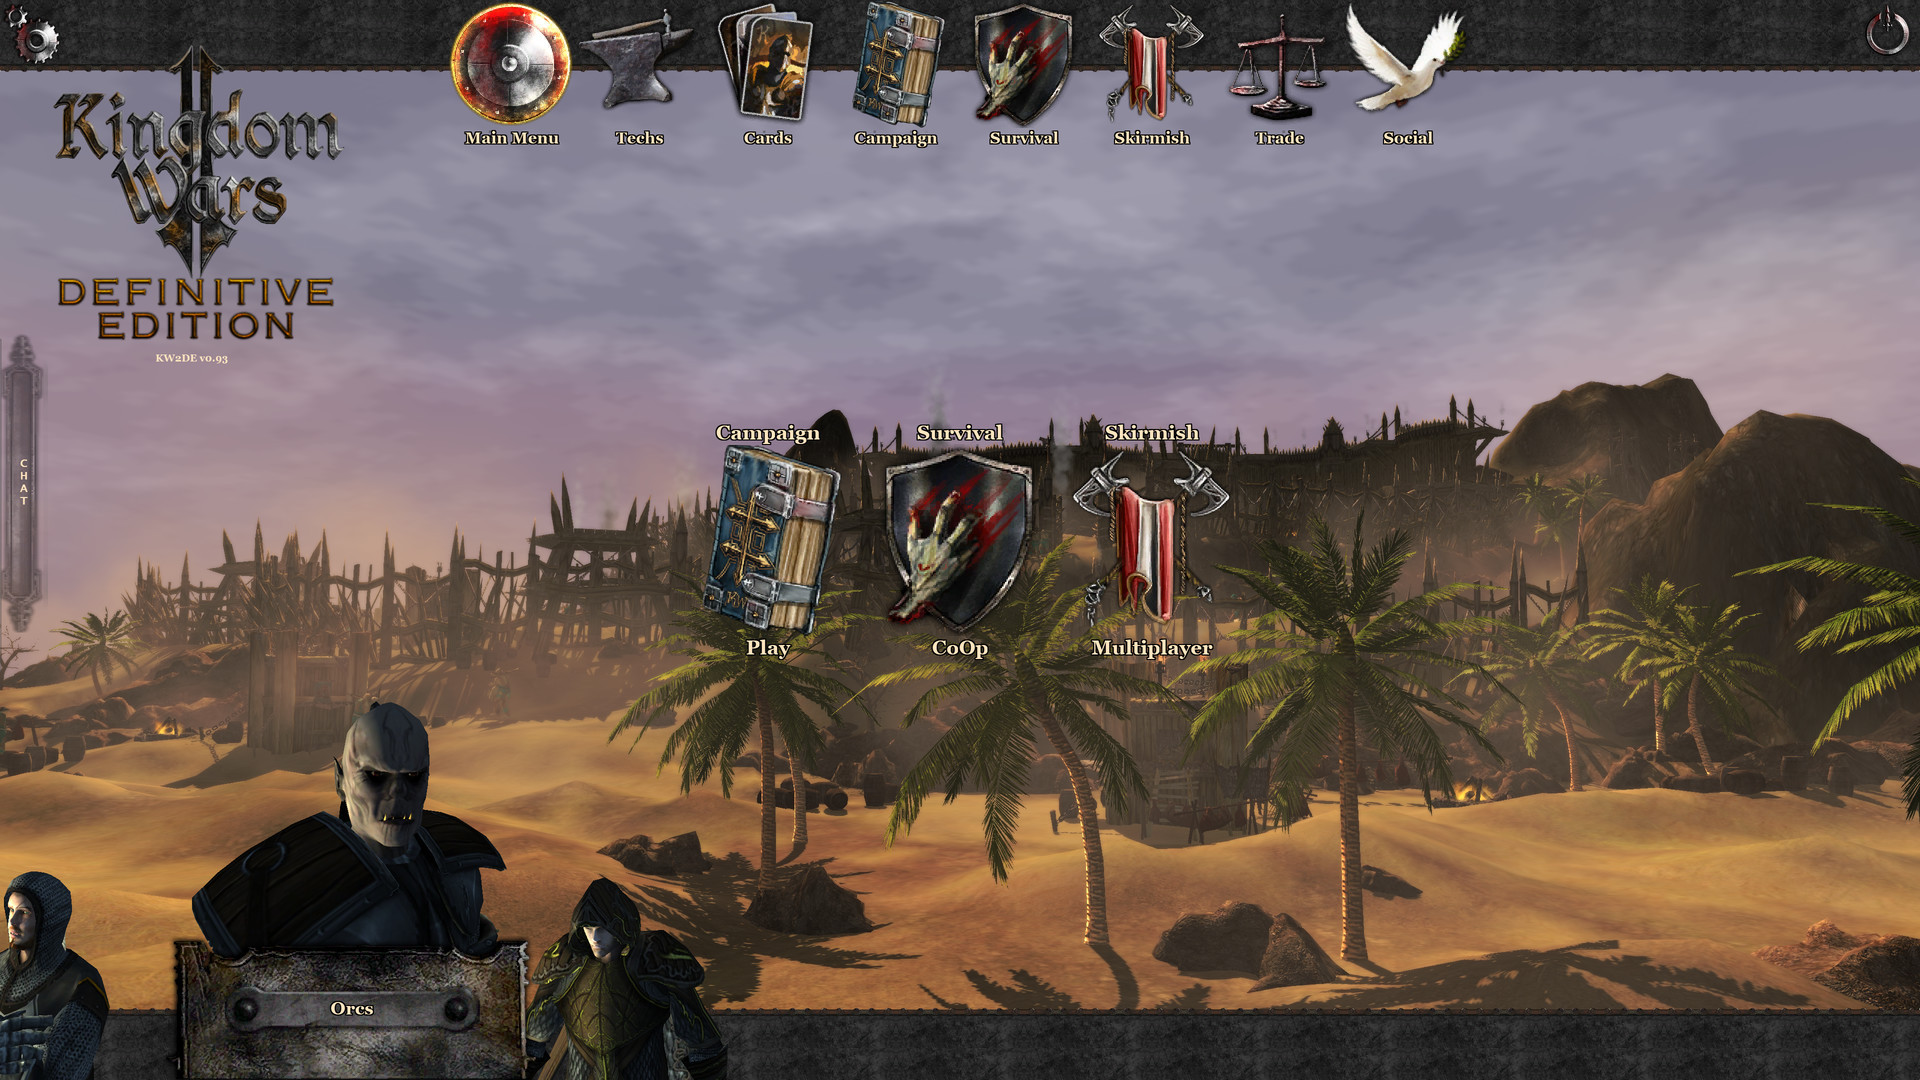 Main Menu
Techs
Cards
Campaign
Survival
Skirmish
Trade
Social
Kingdom
Wars
DEFINITIVE
EDITION
KW2DE v0.93
CHAT
Campaign
Survival
Skirmish
Play
CoOp
Multiplayer
Orcs